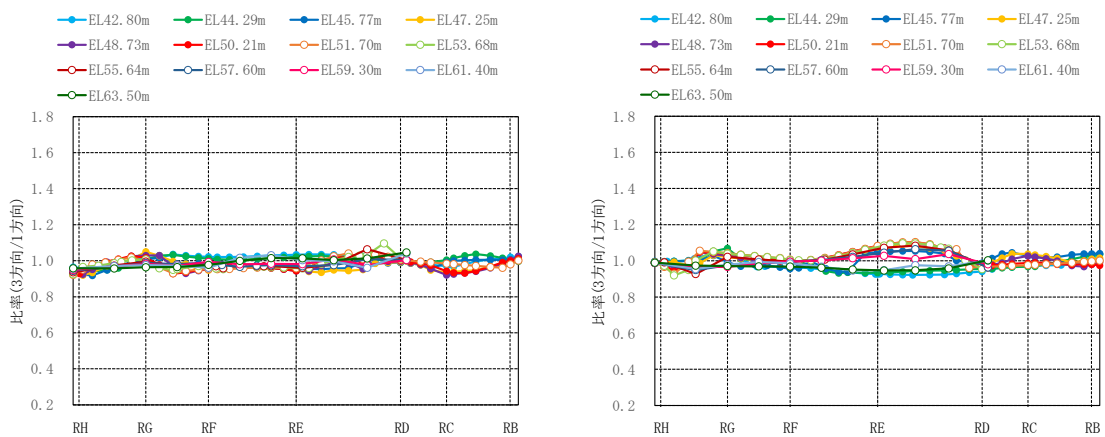 EL42.80m EL44.29m EL45.77m EL47.25m
EL48.73m EL50.21m EL51.70m EL53.68m
EL55.64m EL57.60m EL59.30m EL61.40m
EL63.50m
比率(3方向/1方向)
1.8
1.6
1.4
1.2
1.0
0.8
0.6
0.4
0.2
RH RG RF RE RD RC RB
EL42.80m EL44.29m EL45.77m EL47.25m
EL48.73m EL50.21m EL51.70m EL53.68m
EL55.64m EL57.60m EL59.30m EL61.40m
EL63.50m
比率(3方向/1方向)
1.8
1.6
1.4
1.2
1.0
0.8
0.6
0.4
0.2
RH RG RF RE RD RC RB